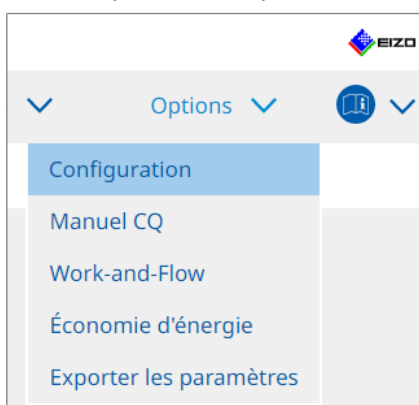 EIZO
Options
Configuration
Manuel CQ
Work-and-Flow
Économie d'énergie
Exporter les paramètres